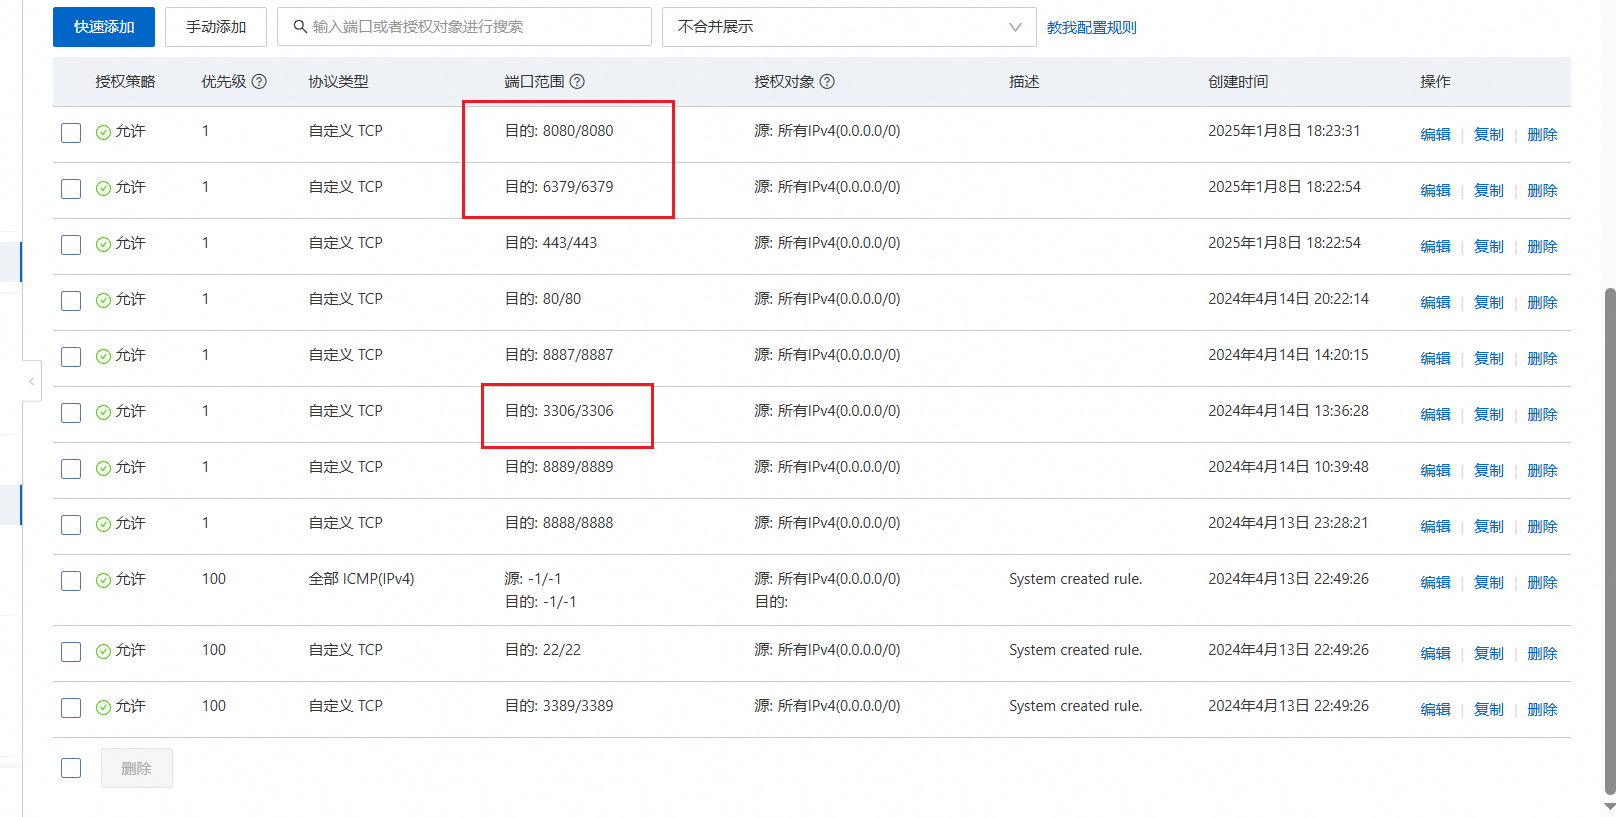 快速添加 手动添加 输入端口或者授权对象进行搜索 不合并展示 教我配置规则
授权策略 优先级 协议类型 端口范围 授权对象 描述 创建时间 操作
允许 1 自定义 TCP 目的: 8080/8080 源: 所有IPv4(0.0.0.0/0) 2025年1月8日 18:23:31 编辑 | 复制 | 删除
允许 1 自定义 TCP 目的: 6379/6379 源: 所有IPv4(0.0.0.0/0) 2025年1月8日 18:22:54 编辑 | 复制 | 删除
允许 1 自定义 TCP 目的: 443/443 源: 所有IPv4(0.0.0.0/0) 2025年1月8日 18:22:54 编辑 | 复制 | 删除
允许 1 自定义 TCP 目的: 80/80 源: 所有IPv4(0.0.0.0/0) 2024年4月14日 20:22:14 编辑 | 复制 | 删除
允许 1 自定义 TCP 目的: 8887/8887 源: 所有IPv4(0.0.0.0/0) 2024年4月14日 14:20:15 编辑 | 复制 | 删除
允许 1 自定义 TCP 目的: 3306/3306 源: 所有IPv4(0.0.0.0/0) 2024年4月14日 13:36:28 编辑 | 复制 | 删除
允许 1 自定义 TCP 目的: 8889/8889 源: 所有IPv4(0.0.0.0/0) 2024年4月14日 10:39:48 编辑 | 复制 | 删除
允许 1 自定义 TCP 目的: 8888/8888 源: 所有IPv4(0.0.0.0/0) 2024年4月13日 23:28:21 编辑 | 复制 | 删除
允许 100 全部 ICMP(IPv4) 源: -1/-1 源: 所有IPv4(0.0.0.0/0) System created rule. 2024年4月13日 22:49:26 编辑 | 复制 | 删除
目的: -1/-1 目的:
允许 100 自定义 TCP 目的: 22/22 源: 所有IPv4(0.0.0.0/0) System created rule. 2024年4月13日 22:49:26 编辑 | 复制 | 删除
允许 100 自定义 TCP 目的: 3389/3389 源: 所有IPv4(0.0.0.0/0) System created rule. 2024年4月13日 22:49:26 编辑 | 复制 | 删除
删除